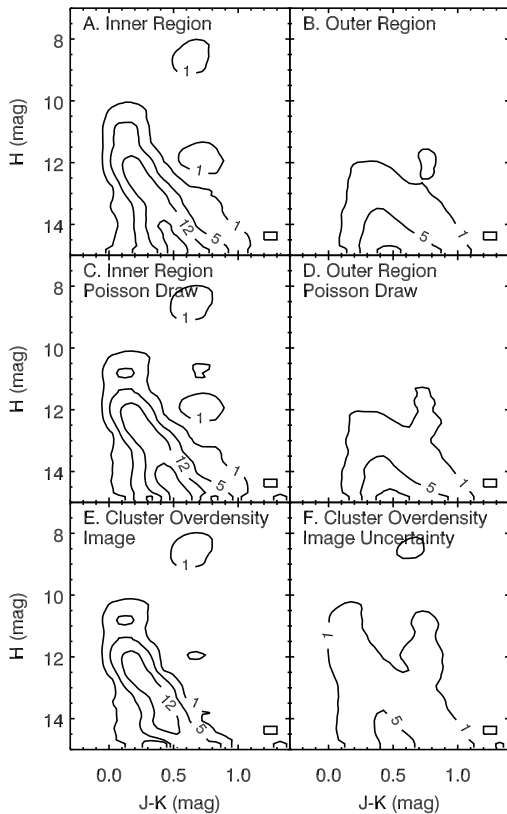 A. Inner Region
B. Outer Region
8
10
12
14
H (mag)
1
1
12
5
1
5
1
C. Inner Region
Poisson Draw
D. Outer Region
Poisson Draw
8
10
12
14
H (mag)
1
1
12
5
1
5
1
E. Cluster Overdensity
Image
F. Cluster Overdensity
Image Uncertainty
8
10
12
14
H (mag)
1
1
12
5
1
5
1
0.0 0.5 1.0
0.0 0.5 1.0
J-K (mag)
J-K (mag)